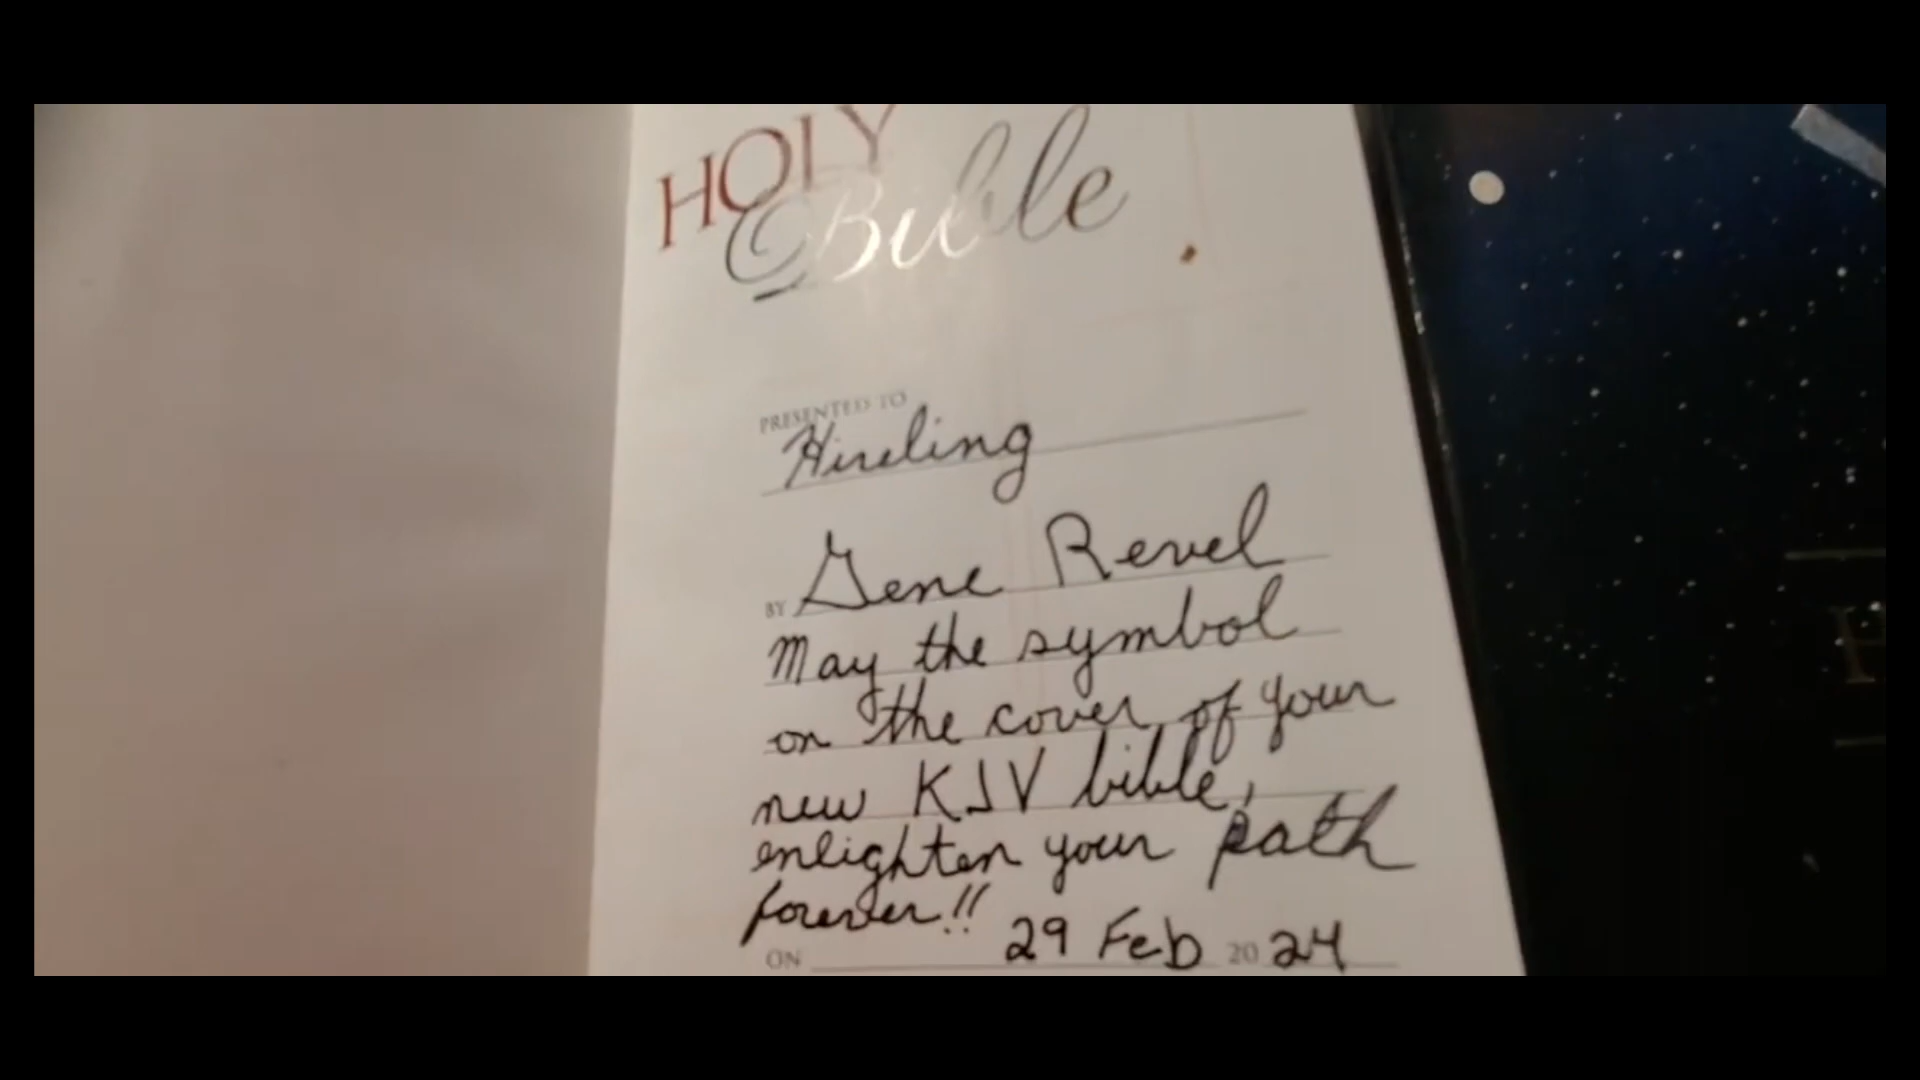 HOLY
Bible
PRESENTED TO
Hireling
BY Gene Revel
May the symbol
on the cover of your
new KJV bible,
enlighten your path
forever!!
ON 29 Feb 2024